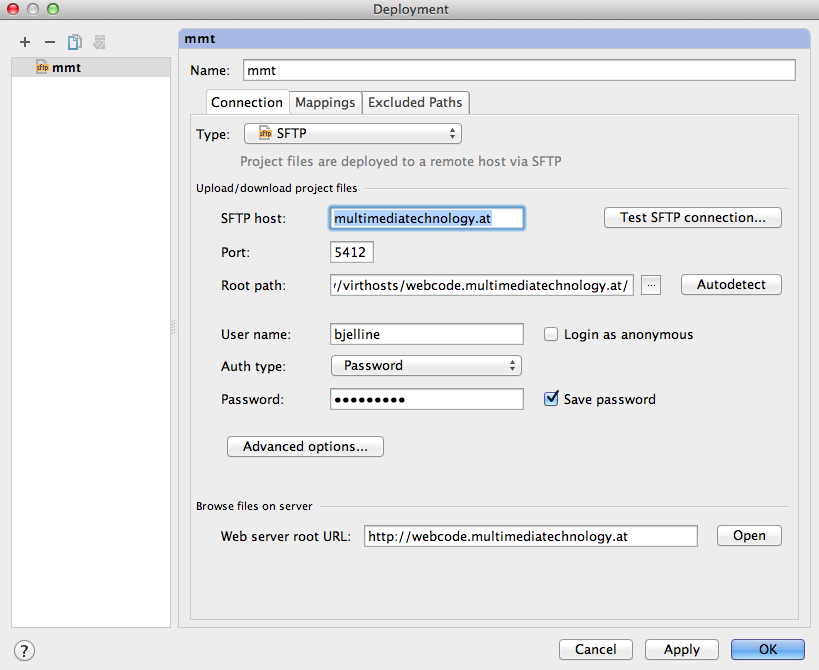 Deployment
mmt
sftp mmt
Name: mmt
Connection Mappings Excluded Paths
Type: sftp SFTP
Project files are deployed to a remote host via SFTP
Upload/download project files
SFTP host: multimediatechnology.at Test SFTP connection...
Port: 5412
Root path: /virthosts/webcode.multimediatechnology.at/ ... Autodetect
User name: bjelline Login as anonymous
Auth type: Password
Password: ••••••••• Save password
Advanced options...
Browse files on server
Web server root URL: http://webcode.multimediatechnology.at Open
? Cancel Apply OK